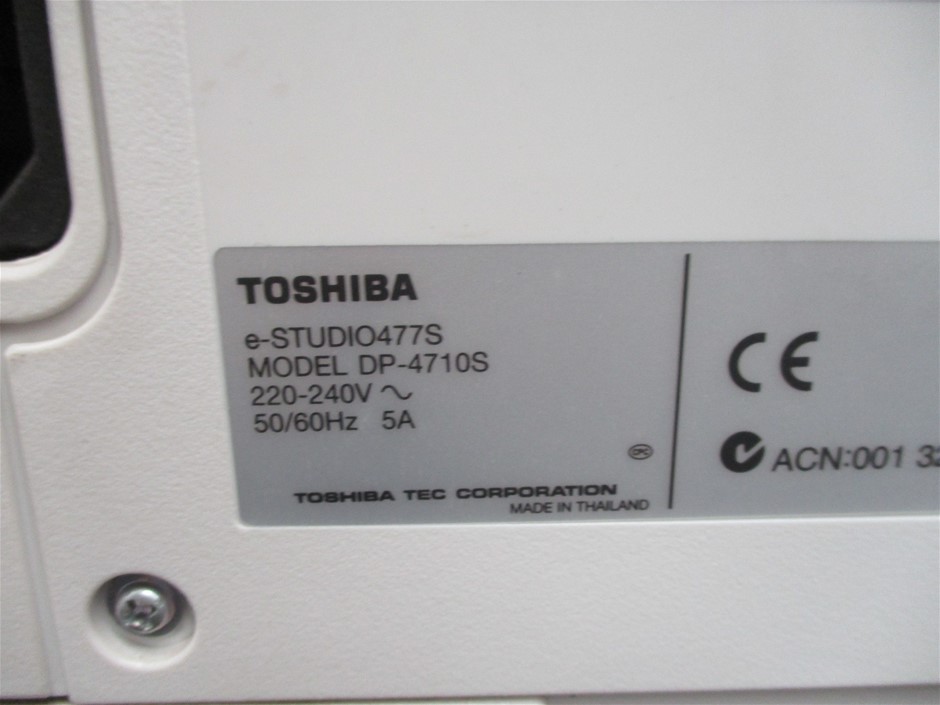 TOSHIBA
e-STUDIO477S
MODEL DP-4710S
220-240V ~
50/60Hz 5A
TOSHIBA TEC CORPORATION
MADE IN THAILAND
CE
ACN:001